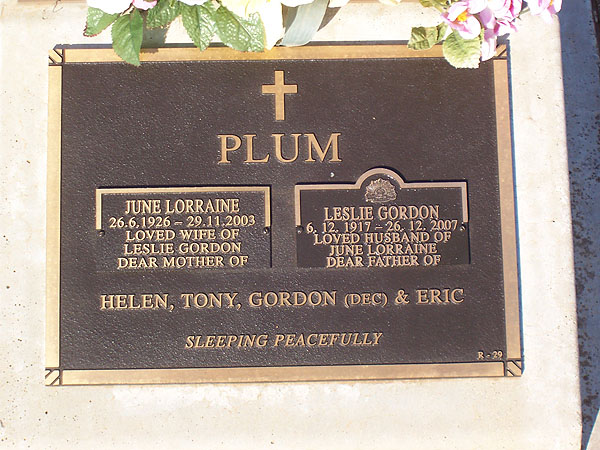 PLUM
JUNE LORRAINE
26.6.1926 – 29.11.2003
LOVED WIFE OF
LESLIE GORDON
DEAR MOTHER OF
LESLIE GORDON
6. 12. 1917 – 26. 12. 2007
LOVED HUSBAND OF
JUNE LORRAINE
DEAR FATHER OF
HELEN, TONY, GORDON (DEC) & ERIC
SLEEPING PEACEFULLY
R - 29